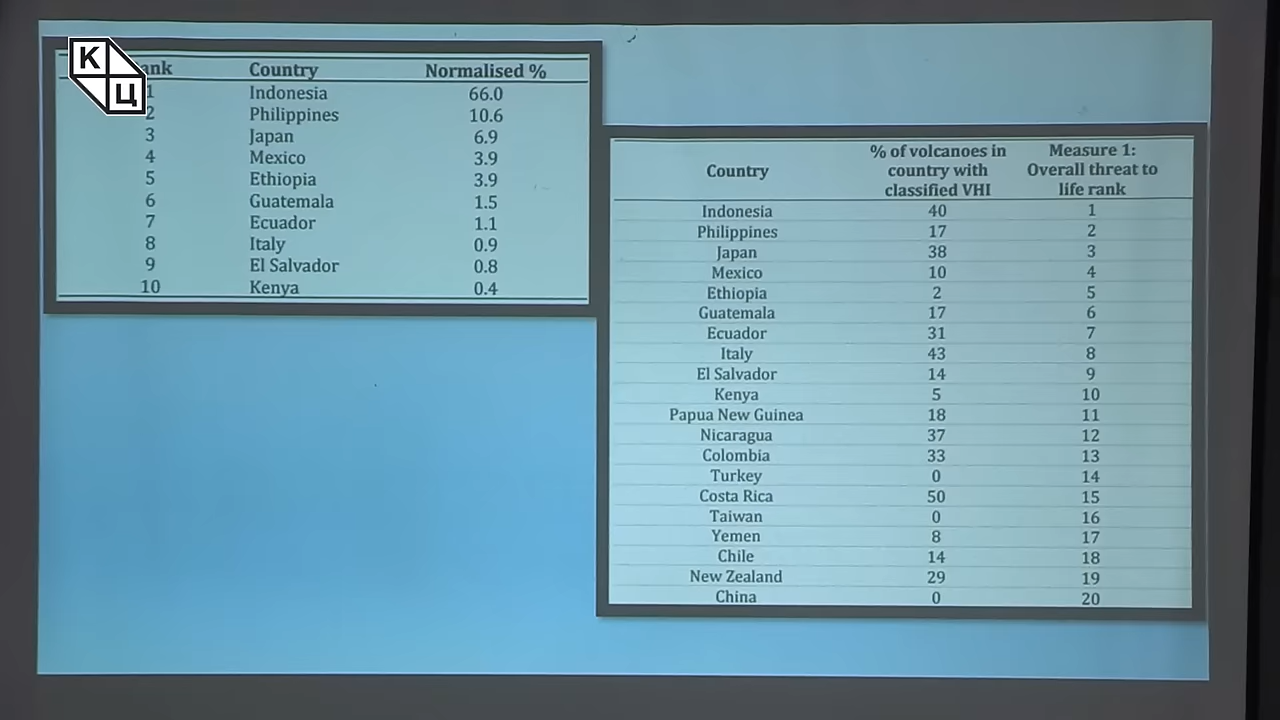 К
Ц
ank Country Normalised %
1 Indonesia 66.0
2 Philippines 10.6
3 Japan 6.9
4 Mexico 3.9
5 Ethiopia 3.9
6 Guatemala 1.5
7 Ecuador 1.1
8 Italy 0.9
9 El Salvador 0.8
10 Kenya 0.4
% of volcanoes in Measure 1:
Country country with Overall threat to
classified VHI life rank
Indonesia 40 1
Philippines 17 2
Japan 38 3
Mexico 10 4
Ethiopia 2 5
Guatemala 17 6
Ecuador 31 7
Italy 43 8
El Salvador 14 9
Kenya 5 10
Papua New Guinea 18 11
Nicaragua 37 12
Colombia 33 13
Turkey 0 14
Costa Rica 50 15
Taiwan 0 16
Yemen 8 17
Chile 14 18
New Zealand 29 19
China 0 20